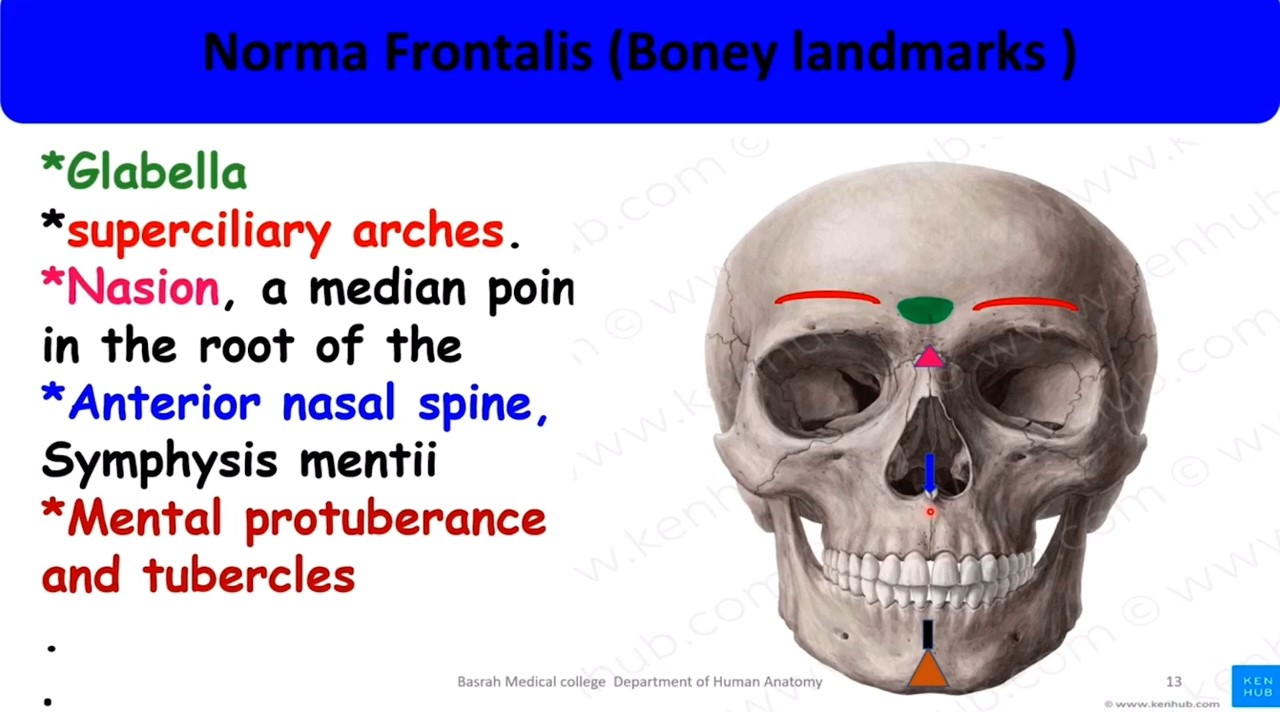 Norma Frontalis (Boney landmarks )
*Glabella
*superciliary arches.
*Nasion, a median poin
in the root of the
*Anterior nasal spine,
Symphysis mentii
*Mental protuberance
and tubercles
.
.
Basrah Medical college Department of Human Anatomy
13
© www.kenhub.com
KEN
HUB